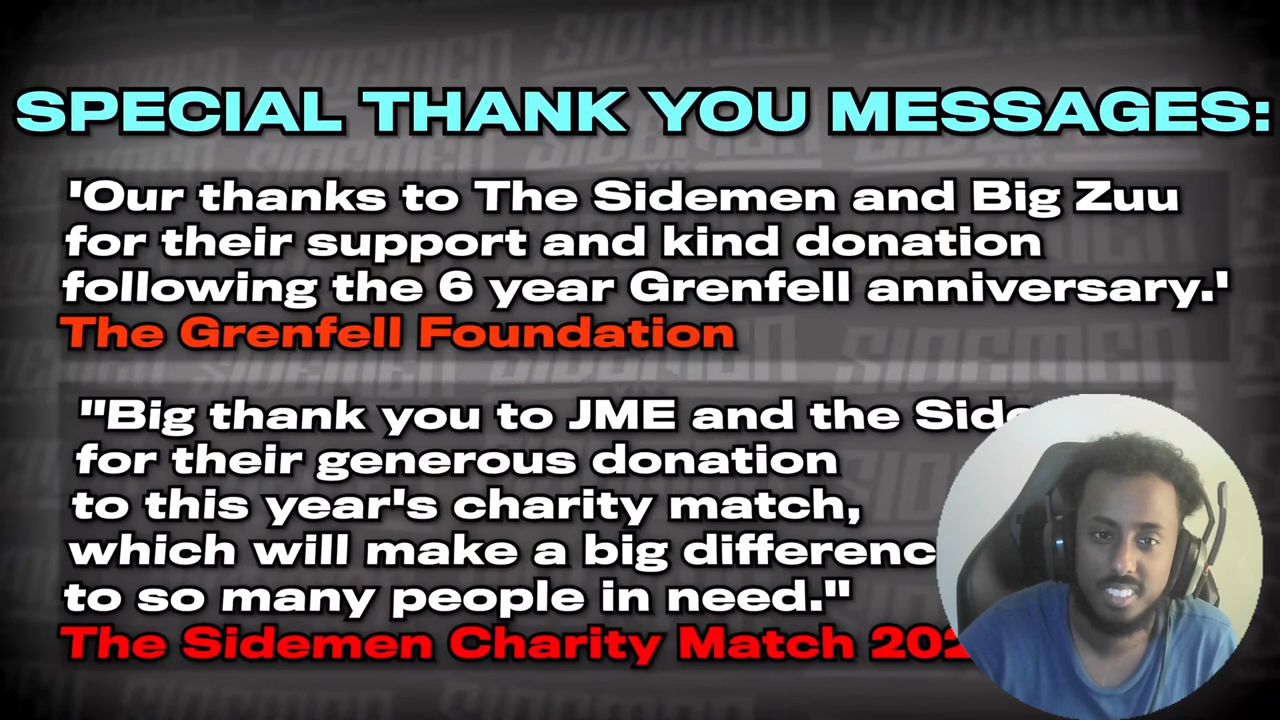 SPECIAL THANK YOU MESSAGES:
'Our thanks to The Sidemen and Big Zuu
for their support and kind donation
following the 6 year Grenfell anniversary.'
The Grenfell Foundation
"Big thank you to JME and the
for their generous donation
to this year's charity match,
which will make a big
to so many people in need."
The Sidemen Charity Match